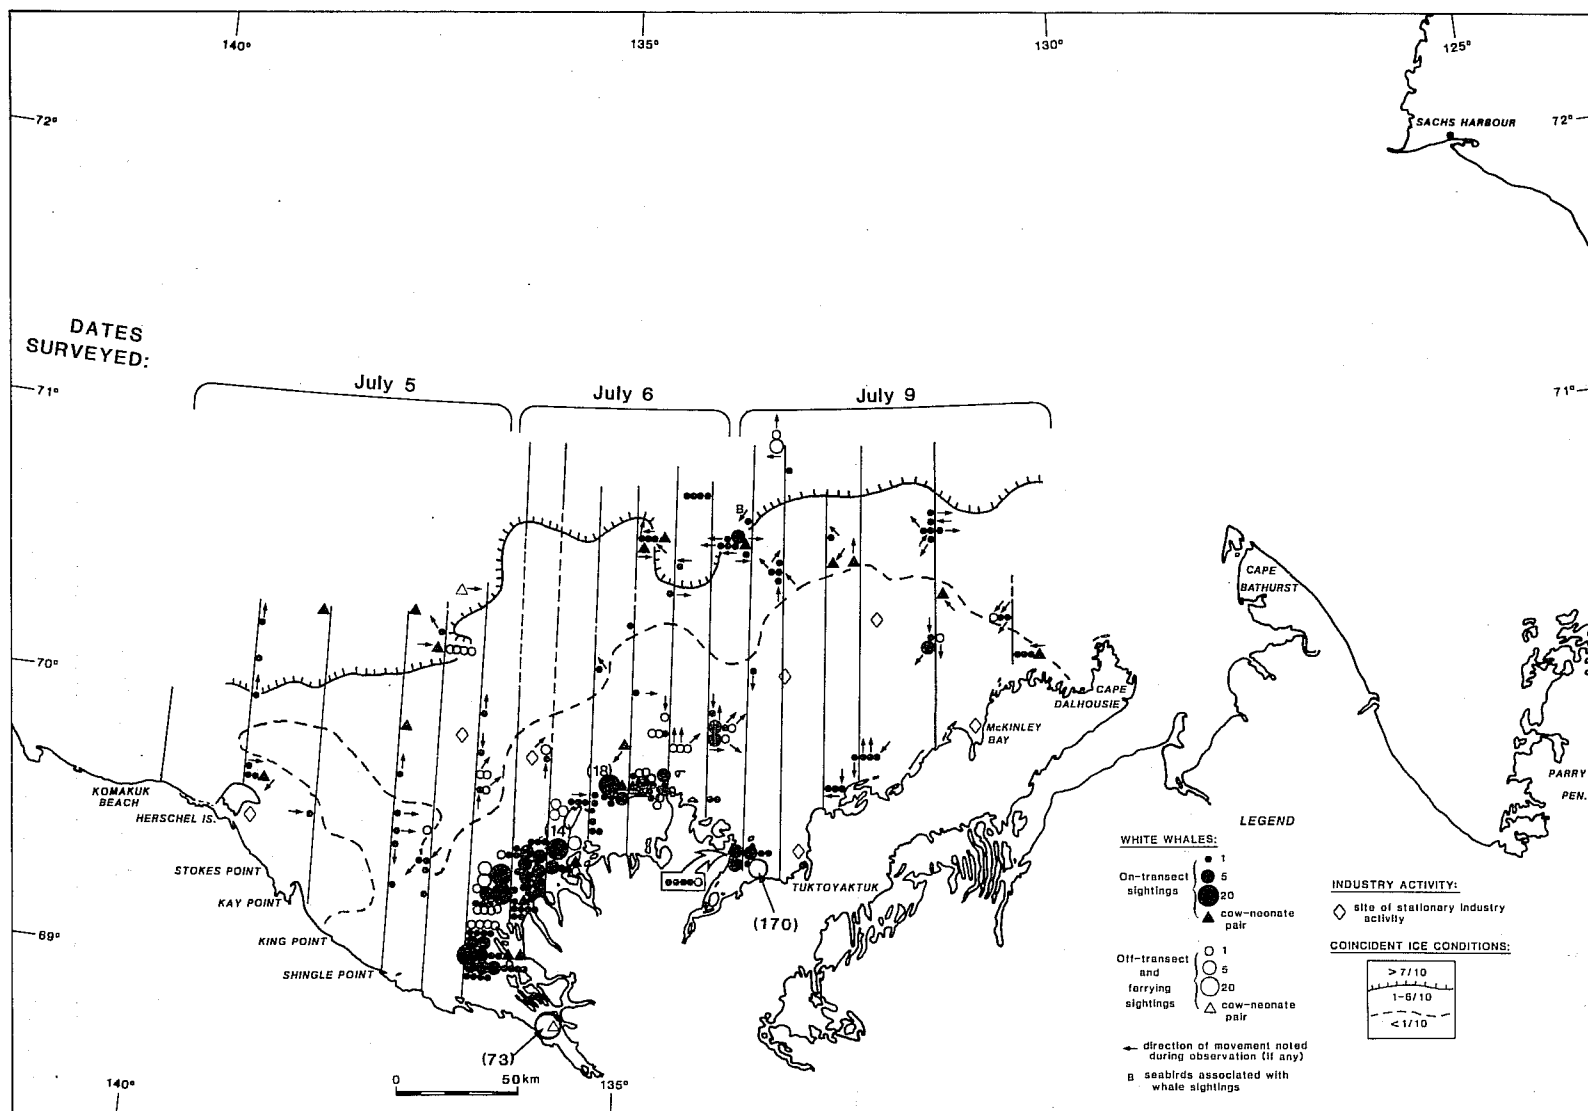 140°
135°
130°
125°
72°
SACHS HARBOUR
72°
DATES
SURVEYED:
July 5
July 6
July 9
71°
71°
B
70°
70°
CAPE
BATHURST
CAPE
DALHOUSIE
McKINLEY
BAY
PARRY
PEN.
KOMAKUK
BEACH
HERSCHEL IS.
(18)
9
(14)
STOKES POINT
KAY POINT
TUKTOYAKTUK
(170)
69°
KING POINT
SHINGLE POINT
(73)
0 50 km
140°
135°
LEGEND
WHITE WHALES:
On-transect
sightings
1
5
20
cow-neonate
pair
Off-transect
and
ferrying
sightings
1
5
20
cow-neonate
pair
direction of movement noted
during observation (if any)
B seabirds associated with
whale sightings
INDUSTRY ACTIVITY:
site of stationary industry
activity
COINCIDENT ICE CONDITIONS:
>7/10
1-6/10
<1/10